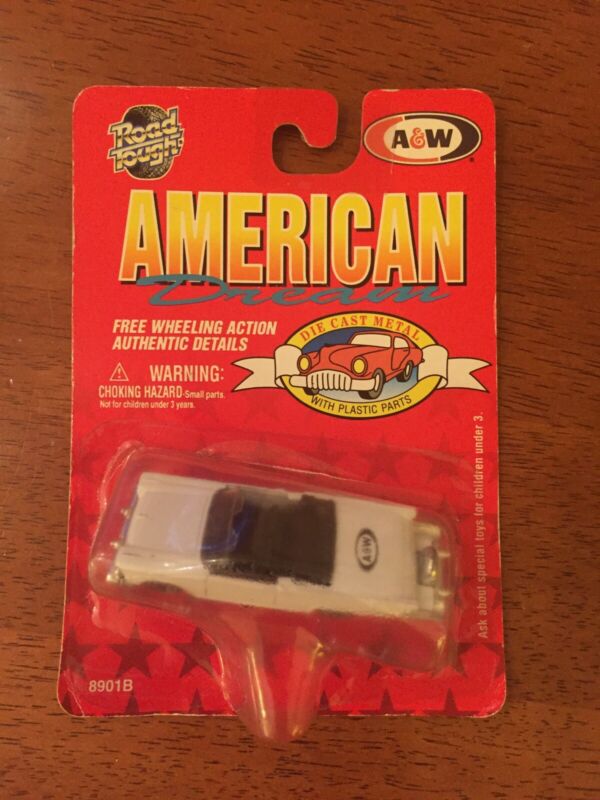 Road
Tough
A&W
AMERICAN
Dream
FREE WHEELING ACTION
AUTHENTIC DETAILS
DIE CAST METAL
WITH PLASTIC PARTS
WARNING:
CHOKING HAZARD-Small parts.
Not for children under 3 years.
Ask about special toys for children under 3.
A&W
8901B